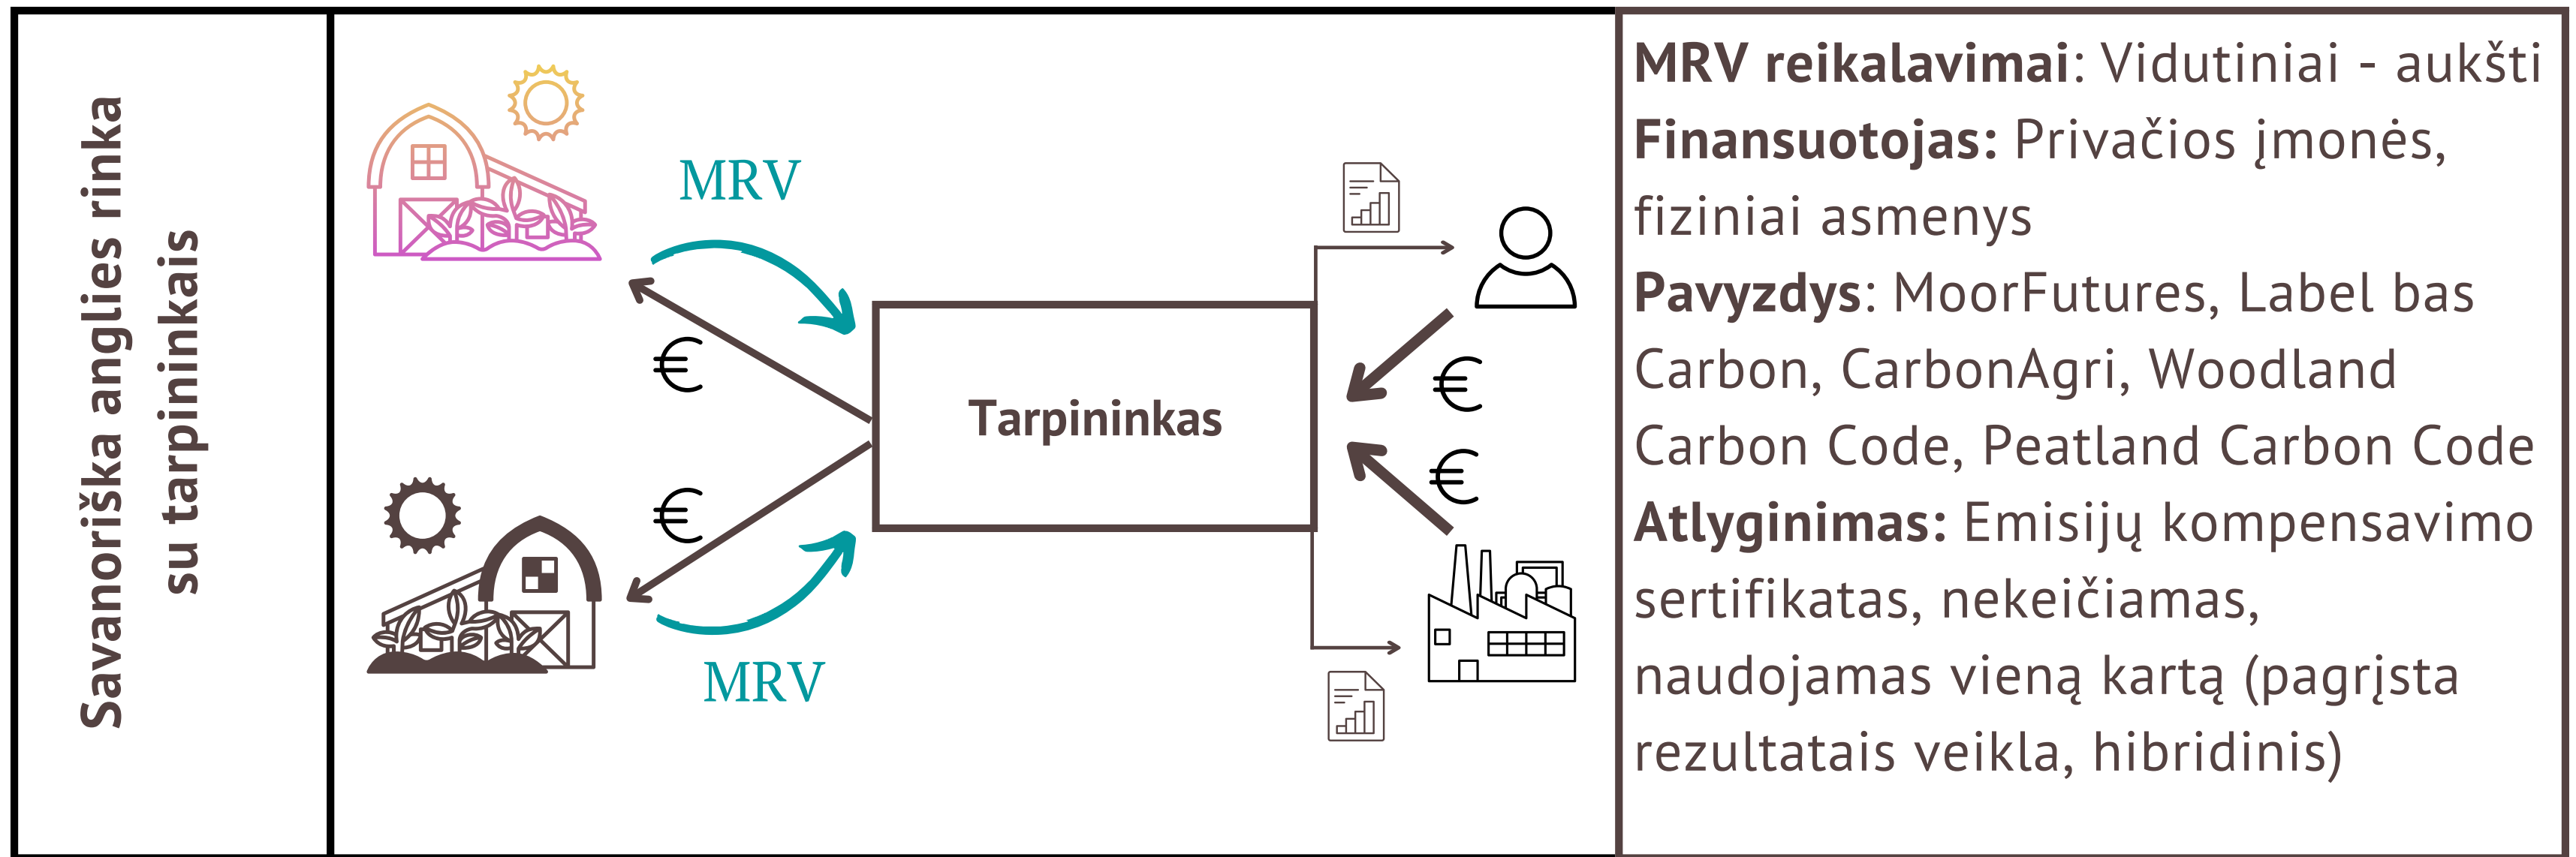 Savanoriška anglies rinka
su tarpininkais
MRV
€
€
MRV
Tarpininkas
€
€
MRV reikalavimai: Vidutiniai - aukšti
Finansuotojas: Privačios įmonės,
fiziniai asmenys
Pavyzdys: MoorFutures, Label bas
Carbon, CarbonAgri, Woodland
Carbon Code, Peatland Carbon Code
Atlyginimas: Emisijų kompensavimo
sertifikatas, nekeičiamas,
naudojamas vieną kartą (pagrįsta
rezultatais veikla, hibridinis)